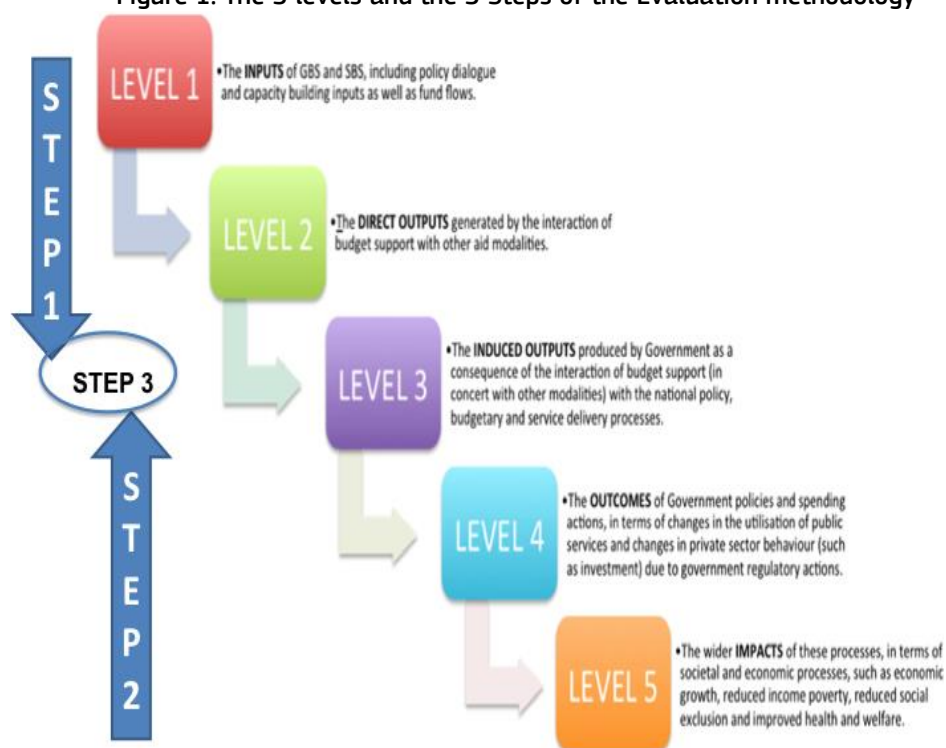 Figure 1: The 5 levels and the 3 Steps of the Evaluation methodology
STEP 1
LEVEL 1
•The INPUTS of GBS and SBS, including policy dialogue
and capacity building inputs as well as fund flows.
LEVEL 2
•The DIRECT OUTPUTS generated by the interaction of
budget support with other aid modalities.
LEVEL 3
•The INDUCED OUTPUTS produced by Government as a
consequence of the interaction of budget support (in
concert with other modalities) with the national policy,
budgetary and service delivery processes.
STEP 3
LEVEL 4
•The OUTCOMES of Government policies and spending
actions, in terms of changes in the utilisation of public
services and changes in private sector behaviour (such
as investment) due to government regulatory actions.
STEP 2
LEVEL 5
•The wider IMPACTS of these processes, in terms of
societal and economic processes, such as economic
growth, reduced income poverty, reduced social
exclusion and improved health and welfare.